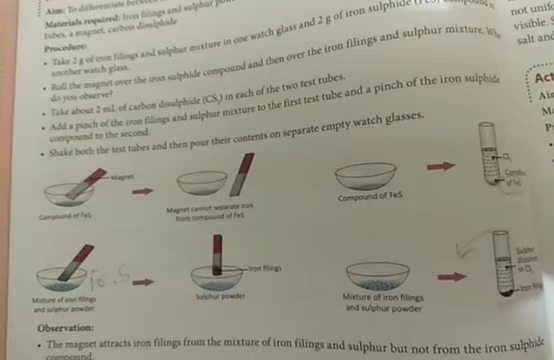 Aim: To differentiate between
Materials required: Iron filings and sulphur
tubes, a magnet, carbon disulphide
Procedure:
• Take 2 g of iron filings and sulphur mixture in one watch glass and 2 g of iron sulphide
another watch glass.
• Roll the magnet over the iron sulphide compound and then over the iron filings and sulphur mixture.
do you observe?
• Take about 2 mL of carbon disulphide (CS₂) in each of the two test tubes.
• Add a pinch of the iron filings and sulphur mixture to the first test tube and a pinch of the iron sulphide
compound to the second.
• Shake both the test tubes and then pour their contents on separate empty watch glasses.
Magnet
Compound of FeS
Magnet cannot separate iron
from compound of FeS
Compound of FeS
of FeS
Fe, S
Mixture of iron filings
and sulphur powder
Iron filings
Sulphur powder
Mixture of iron filings
and sulphur powder
Observation:
• The magnet attracts iron filings from the mixture of iron filings and sulphur but not from the iron sulphide
compound.
not
visible.
salt and
Act